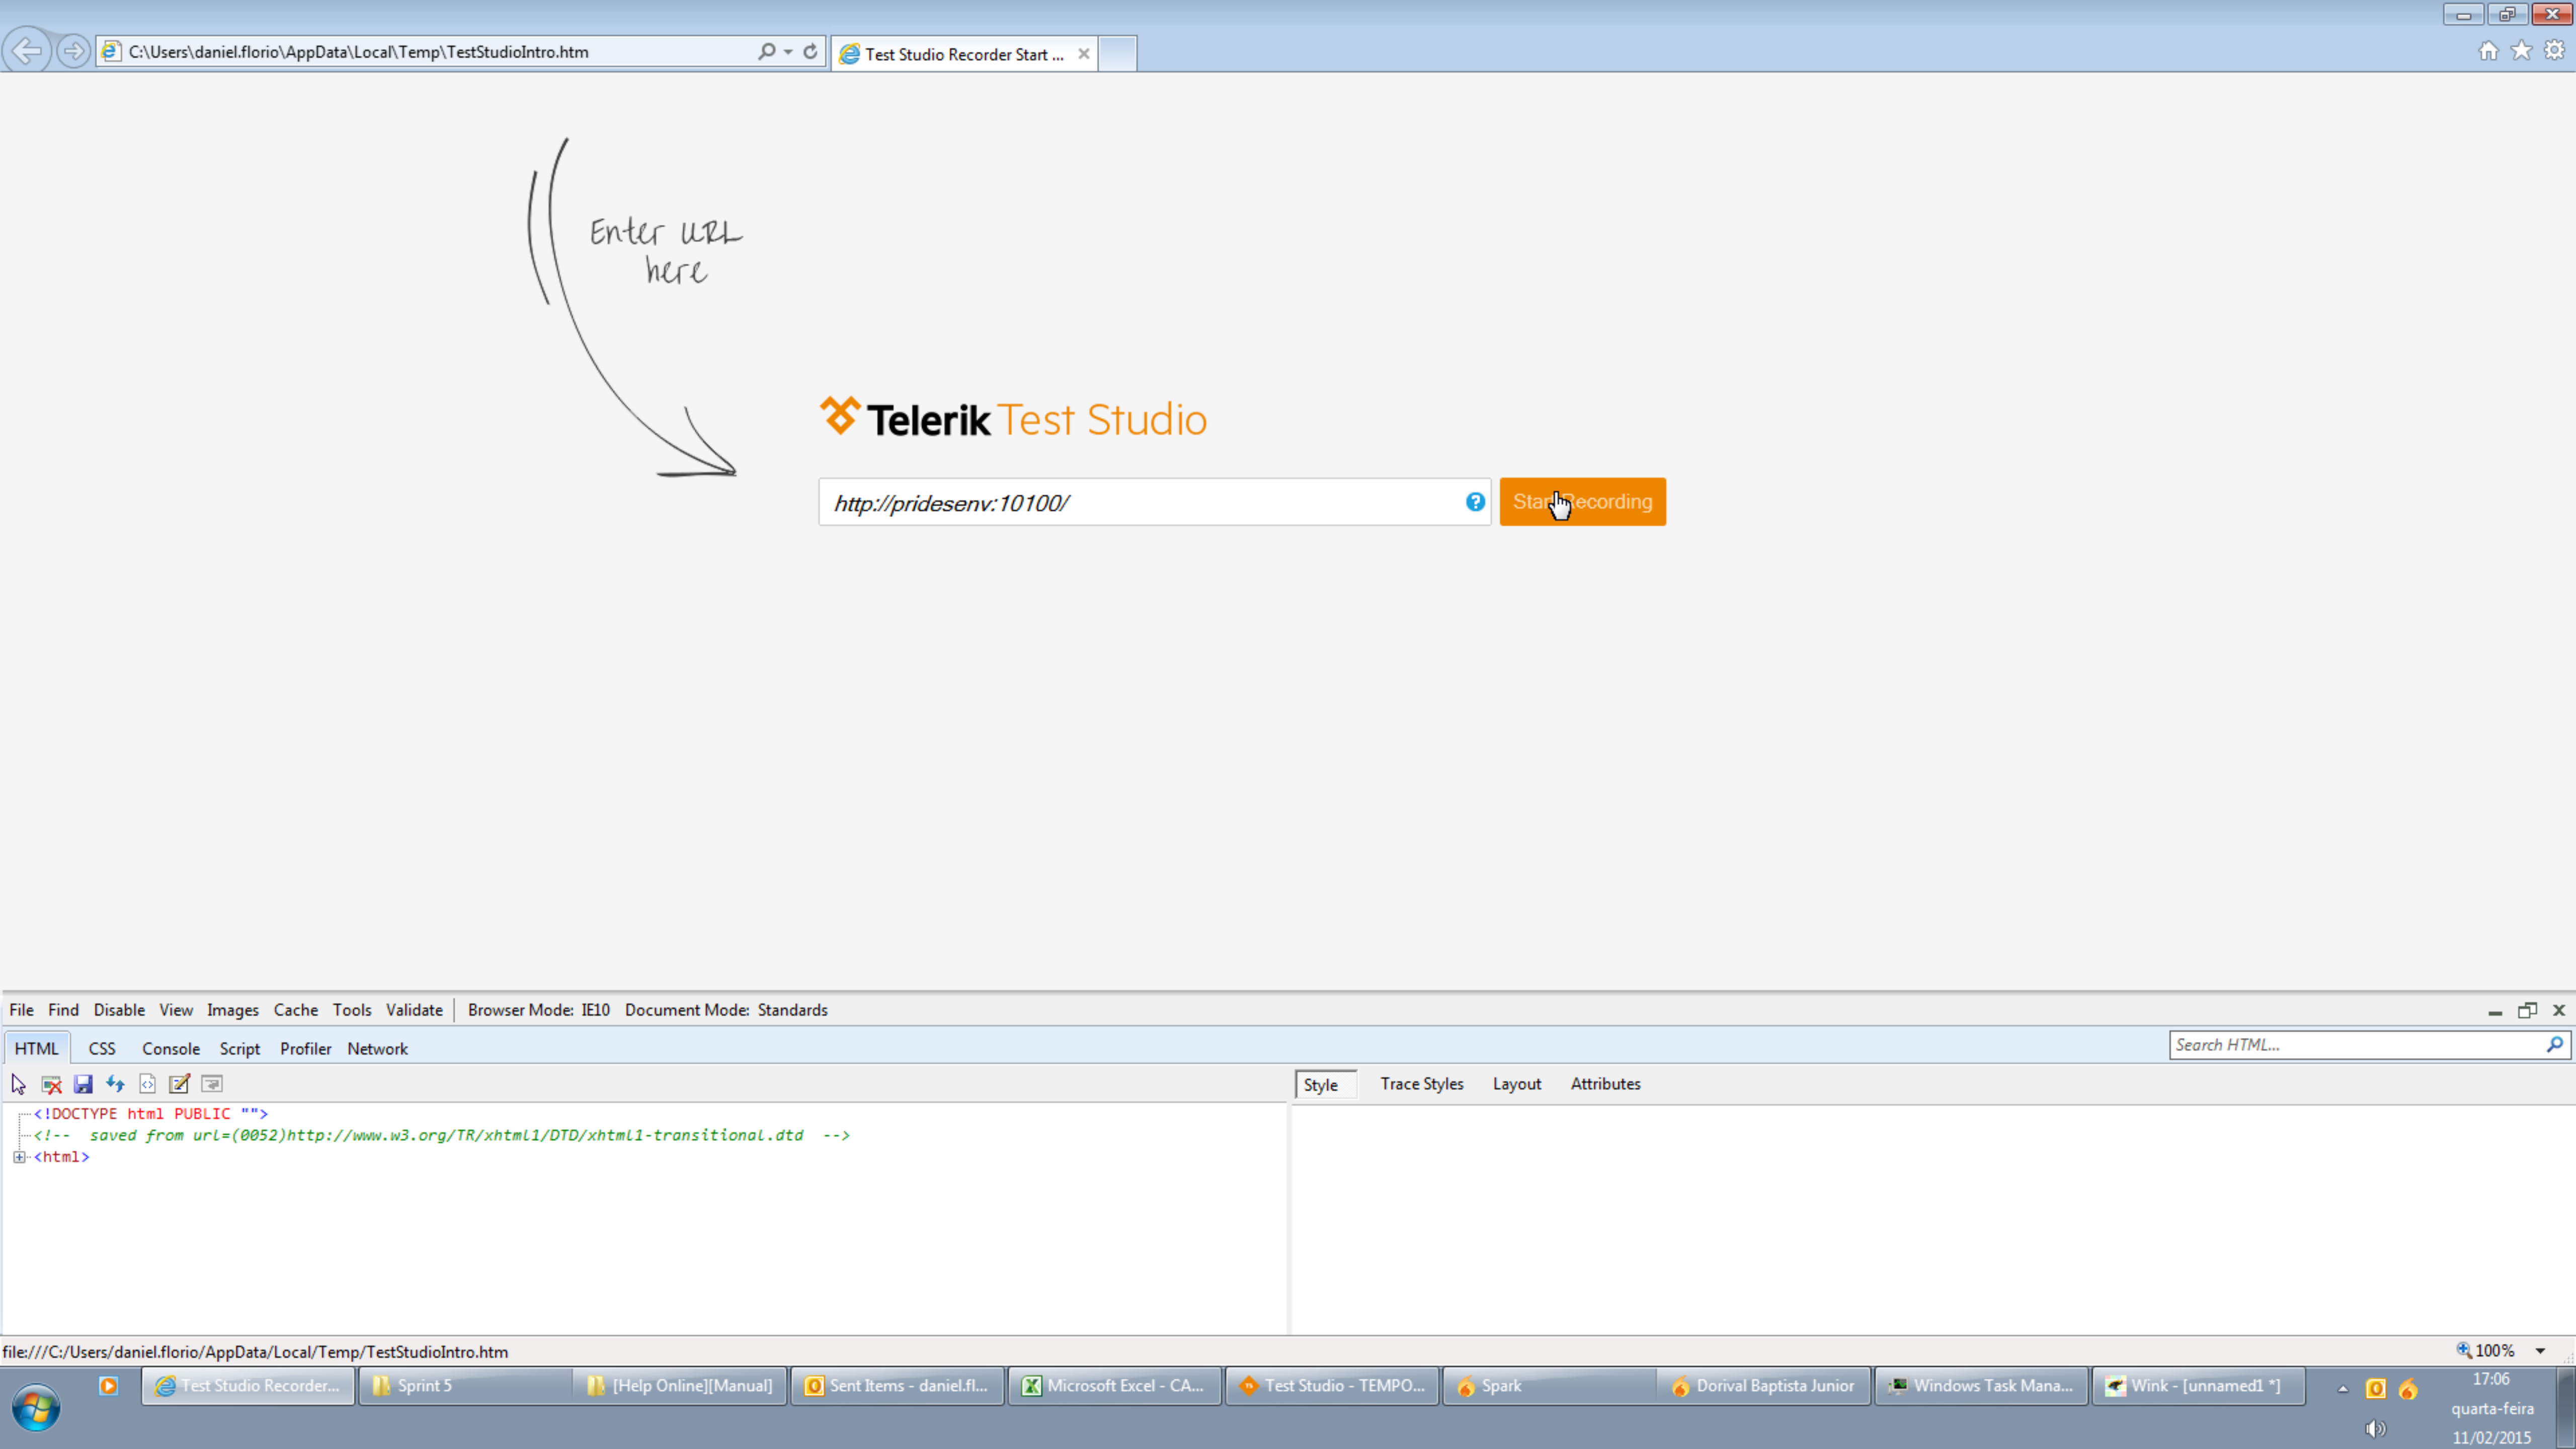 C:\Users\daniel.florio\AppData\Local\Temp\TestStudioIntro.htm
Test Studio Recorder Start ...
Enter URL
here
Telerik Test Studio
http://pridesenv:10100/
Start Recording
File Find Disable View Images Cache Tools Validate Browser Mode: IE10 Document Mode: Standards
HTML CSS Console Script Profiler Network
Search HTML...
Style Trace Styles Layout Attributes
<!DOCTYPE html PUBLIC "">
<!-- saved from url=(0052)http://www.w3.org/TR/xhtml1/DTD/xhtml1-transitional.dtd -->
<html>
file:///C:/Users/daniel.florio/AppData/Local/Temp/TestStudioIntro.htm
100%
Test Studio Recorder... Sprint 5 [Help Online][Manual] Sent Items - daniel.fl... Microsoft Excel - CA... Test Studio - TEMPO... Spark Dorival Baptista Junior Windows Task Mana... Wink - [unnamed1 *]
17:06
quarta-feira
11/02/2015